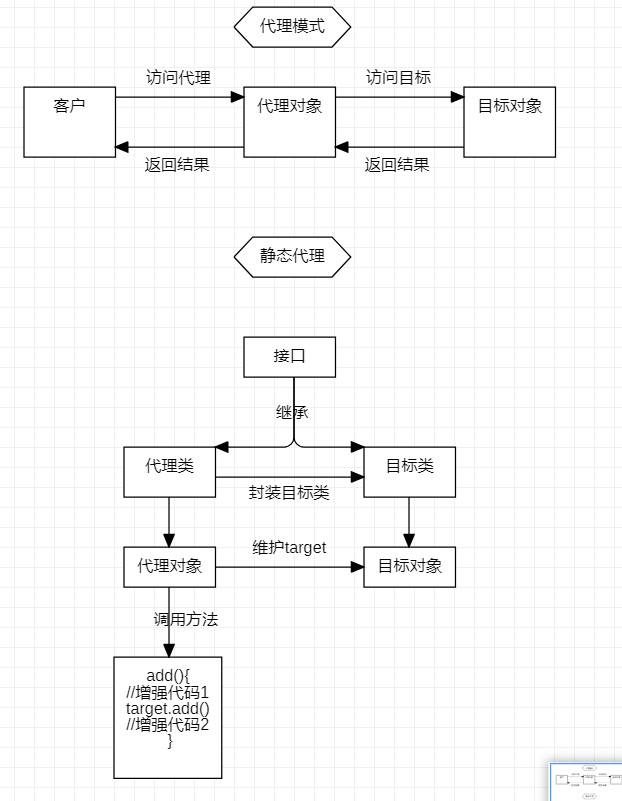 代理模式
访问代理
访问目标
客户
代理对象
目标对象
返回结果
返回结果
静态代理
接口
继承
代理类
目标类
封装目标类
维护target
代理对象
目标对象
调用方法
add(){
//增强代码1
target.add()
//增强代码2
}